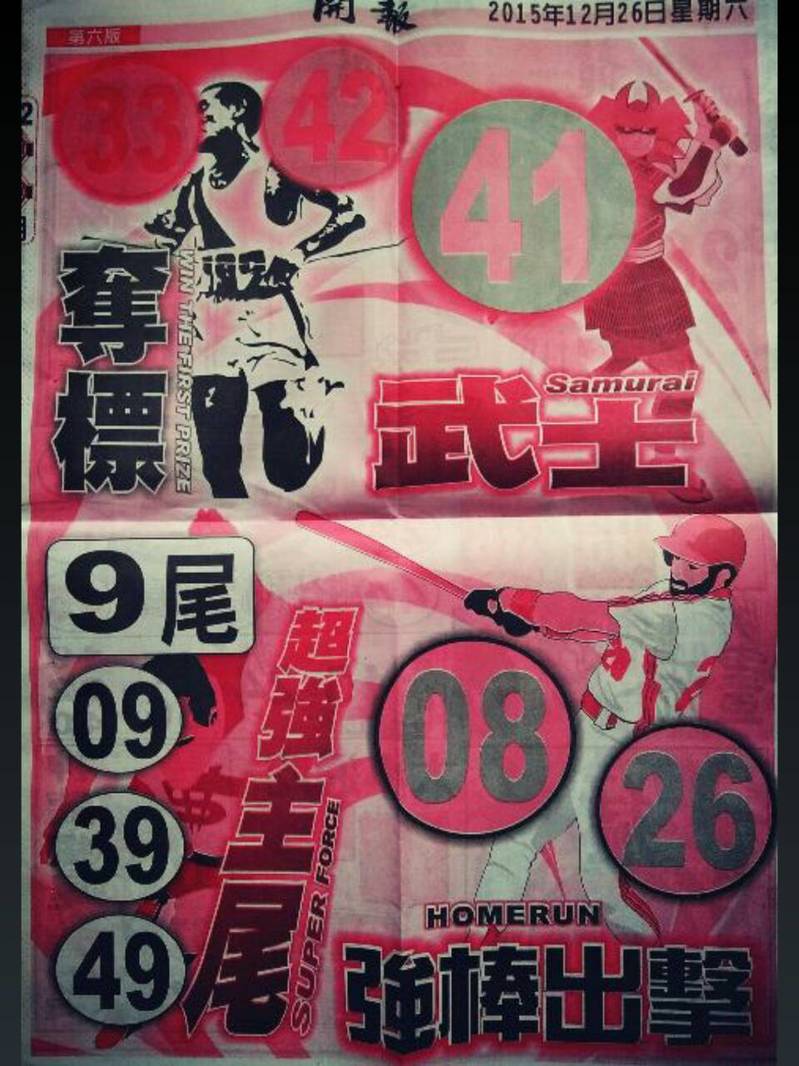 開報
2015年12月26日星期六
第六版
33
42
41
奪標
WIN THE FIRST PRIZE
Samurai
武士
9尾
09
39
49
超強主尾
SUPER FORCE
08
26
HOMERUN
強棒出擊